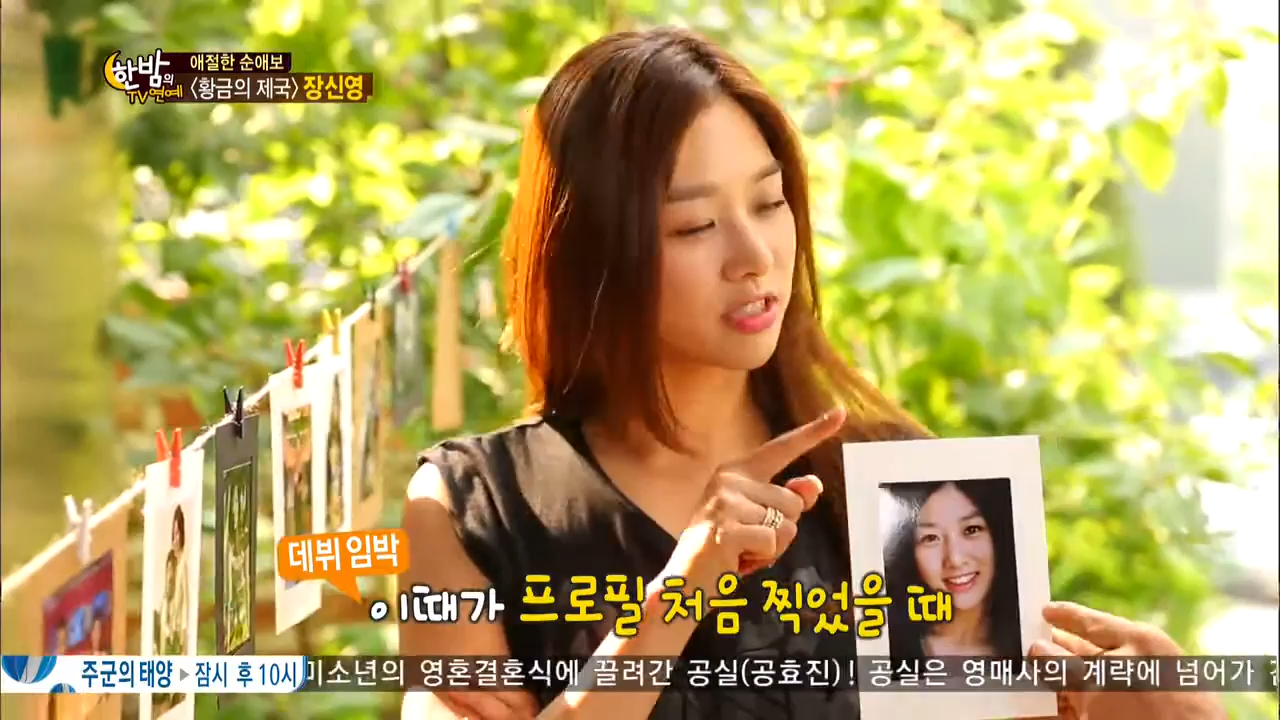 한밤의
TV연예
애절한 순애보
<황금의 제국> 장신영
데뷔 임박
이때가 프로필 처음 찍었을 때
주군의 태양 ▶ 잠시 후 10시
미소년의 영혼결혼식에 끌려간 공실(공효진)! 공실은 영매사의 계략에 넘어가